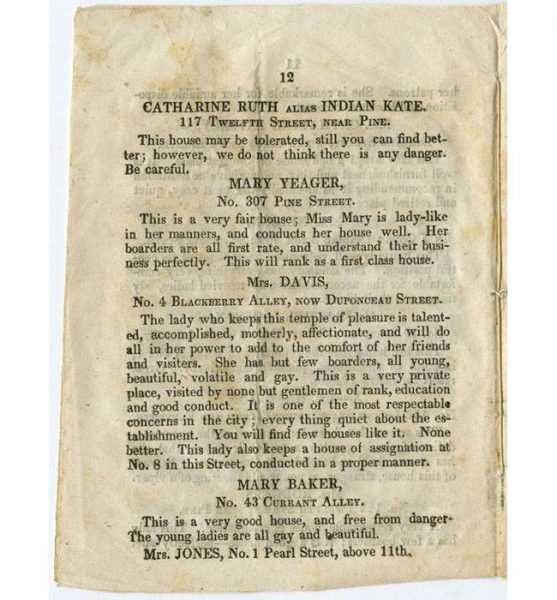 12
CATHARINE RUTH ALIAS INDIAN KATE.
117 TWELFTH STREET, NEAR PINE.
This house may be tolerated, still you can find bet-
ter; however, we do not think there is any danger.
Be careful.
MARY YEAGER,
No. 307 PINE STREET.
This is a very fair house; Miss Mary is lady-like
in her manners, and conducts her house well. Her
boarders are all first rate, and understand their busi-
ness perfectly. This will rank as a first class house.
Mrs. DAVIS,
No. 4 BLACKBERRY ALLEY, NOW DUPONCEAU STREET.
The lady who keeps this temple of pleasure is talent-
ed, accomplished, motherly, affectionate, and will do
all in her power to add to the comfort of her friends
and visiters. She has but few boarders, all young,
beautiful, volatile and gay. This is a very private
place, visited by none but gentlemen of rank, education
and good conduct. It is one of the most respectable
concerns in the city; every thing quiet about the es-
tablishment. You will find few houses like it. None
better. This lady also keeps a house of assignation at
No. 8 in this Street, conducted in a proper manner.
MARY BAKER,
No. 43 CURRANT ALLEY.
This is a very good house, and free from danger-
The young ladies are all gay and beautiful.
Mrs. JONES, No. 1 Pearl Street, above 11th.